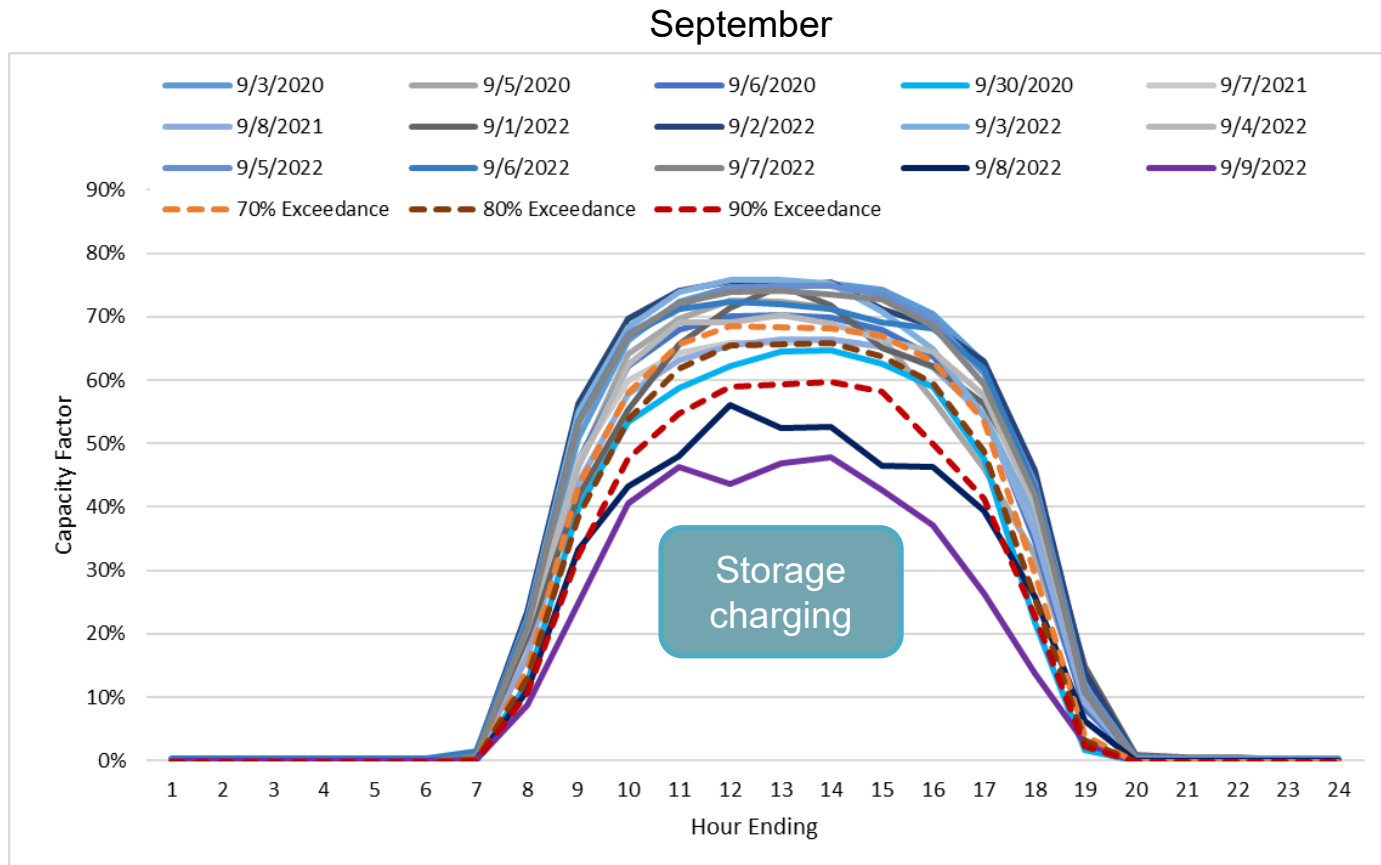 September
9/3/2020 9/5/2020 9/6/2020 9/30/2020 9/7/2021
9/8/2021 9/1/2022 9/2/2022 9/3/2022 9/4/2022
9/5/2022 9/6/2022 9/7/2022 9/8/2022 9/9/2022
70% Exceedance 80% Exceedance 90% Exceedance
90%
80%
70%
60%
50%
40%
30%
20%
10%
0%
Capacity Factor
Storage
charging
1 2 3 4 5 6 7 8 9 10 11 12 13 14 15 16 17 18 19 20 21 22 23 24
Hour Ending